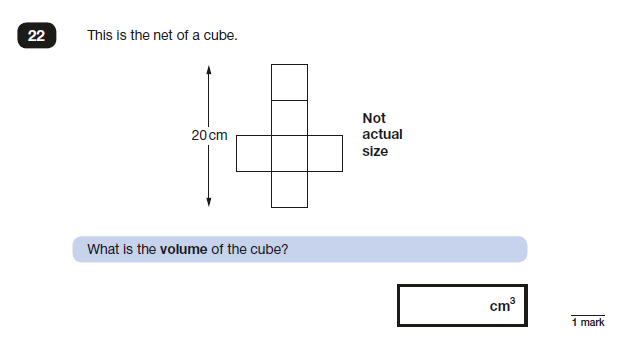 22 This is the net of a cube.
20 cm
Not
actual
size
What is the volume of the cube?
cm³
1 mark